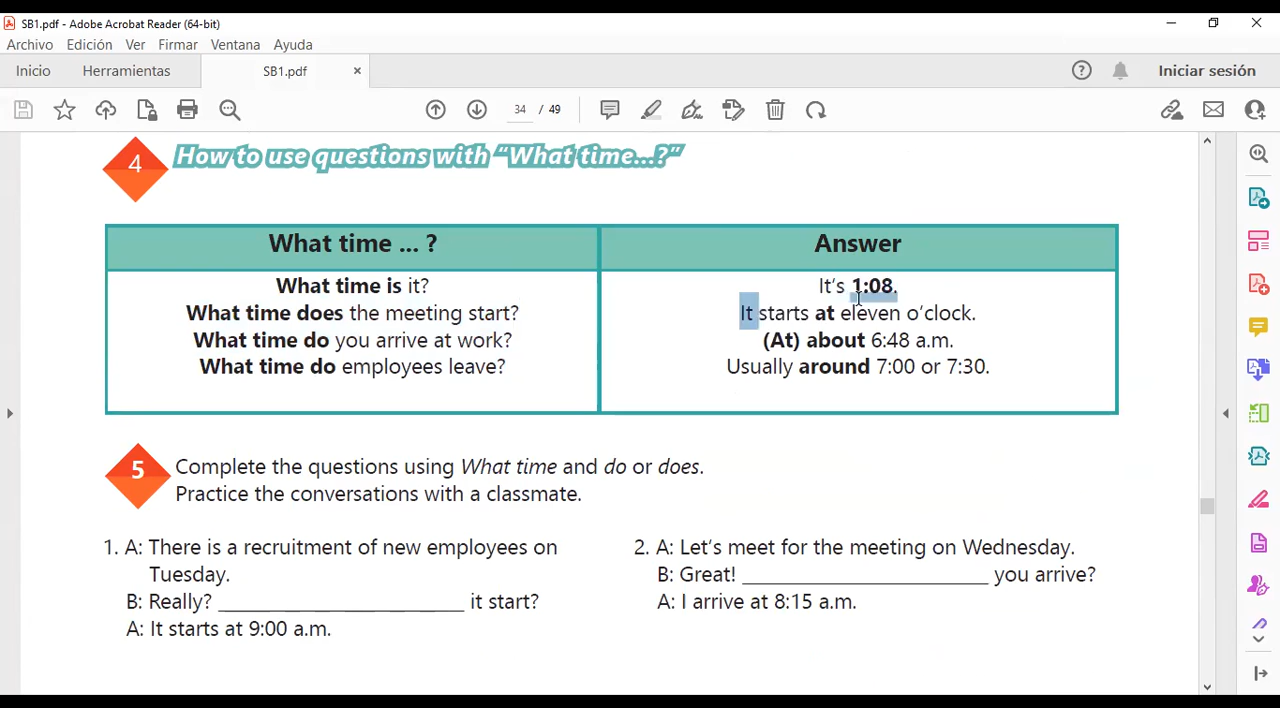 SB1.pdf - Adobe Acrobat Reader (64-bit)
Archivo Edición Ver Firmar Ventana Ayuda
Inicio Herramientas SB1.pdf × Iniciar sesión
34 / 49
4 How to use questions with “What time...?”
What time ... ? Answer
What time is it? It’s 1:08.
What time does the meeting start? It starts at eleven o’clock.
What time do you arrive at work? (At) about 6:48 a.m.
What time do employees leave? Usually around 7:00 or 7:30.
5 Complete the questions using What time and do or does.
Practice the conversations with a classmate.
1. A: There is a recruitment of new employees on
Tuesday.
B: Really? ______________________ it start?
A: It starts at 9:00 a.m.
2. A: Let’s meet for the meeting on Wednesday.
B: Great! ______________________ you arrive?
A: I arrive at 8:15 a.m.